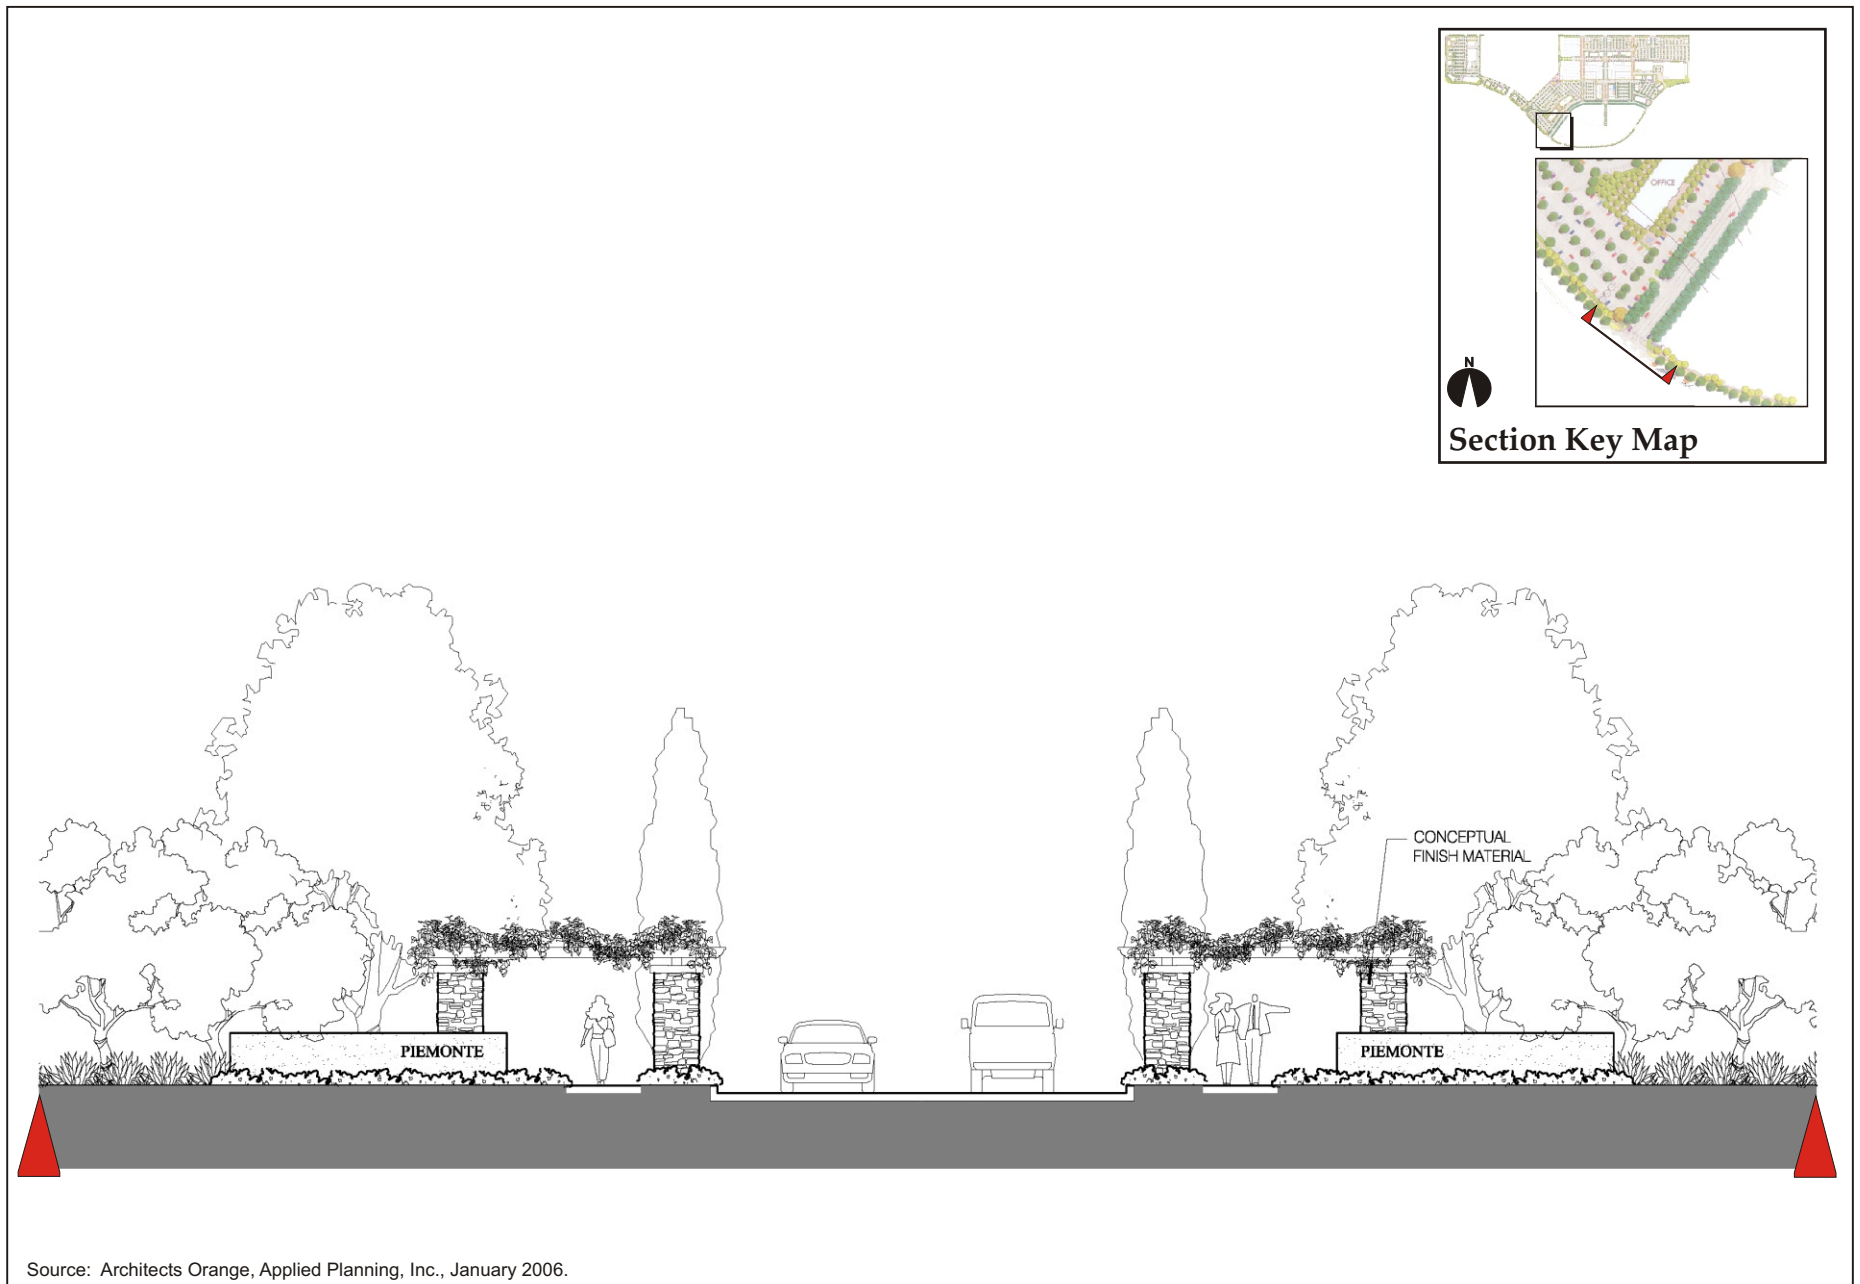 OFFICE
N
Section Key Map
CONCEPTUAL
FINISH MATERIAL
PIEMONTE
PIEMONTE
Source: Architects Orange, Applied Planning, Inc., January 2006.